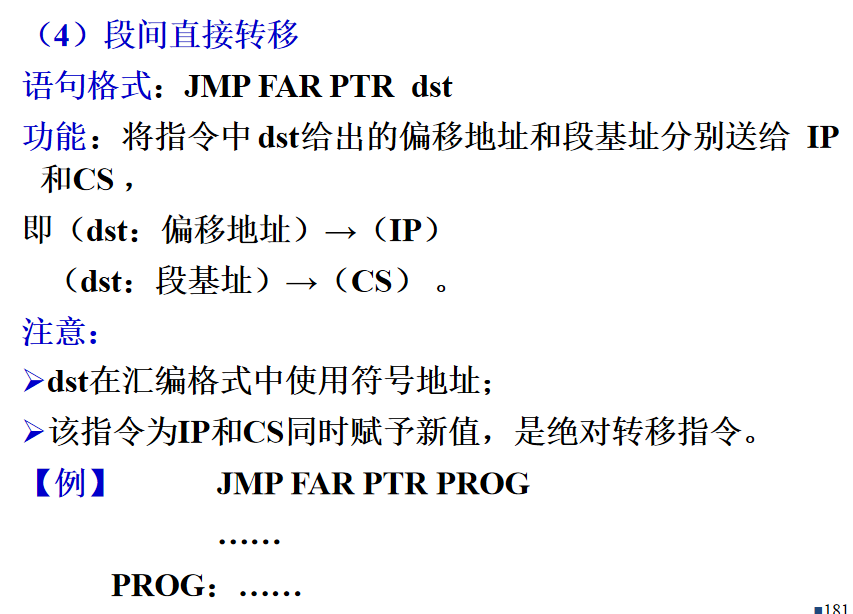 （4）段间直接转移
语句格式：JMP FAR PTR dst
功能：将指令中dst给出的偏移地址和段基址分别送给 IP
和CS，
即（dst：偏移地址）→（IP）
（dst：段基址）→（CS） 。
注意：
➢dst在汇编格式中使用符号地址；
➢该指令为IP和CS同时赋予新值，是绝对转移指令。
【例】 JMP FAR PTR PROG
……
PROG：……
■181